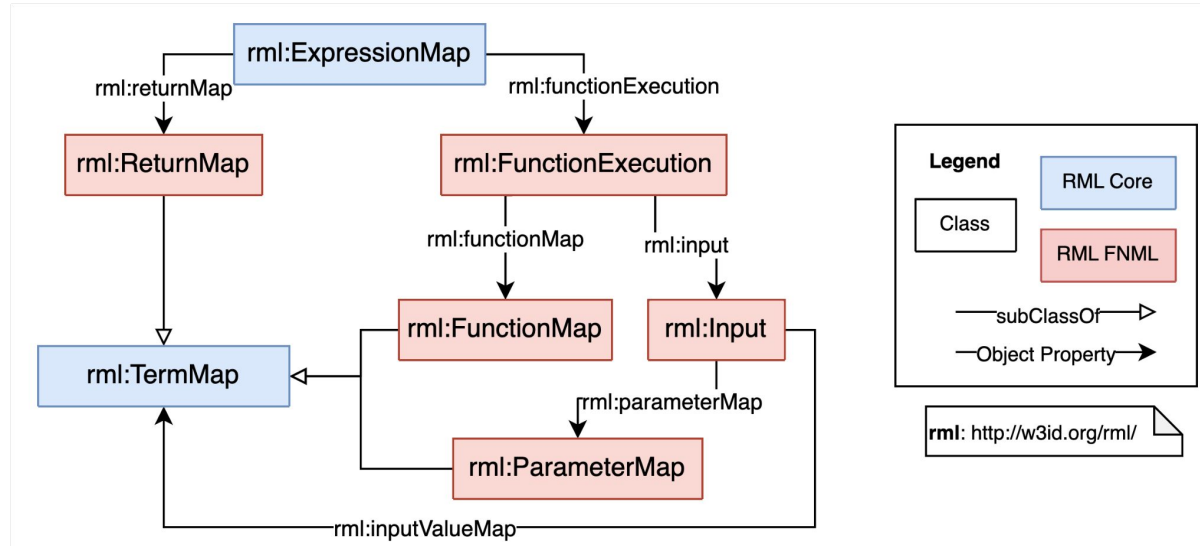 rml:ExpressionMap
rml:returnMap
rml:functionExecution
rml:ReturnMap
rml:FunctionExecution
rml:functionMap
rml:input
rml:FunctionMap
rml:Input
rml:TermMap
rml:parameterMap
rml:ParameterMap
rml:inputValueMap
Legend
RML Core
Class
RML FNML
subClassOf
Object Property
rml: http://w3id.org/rml/